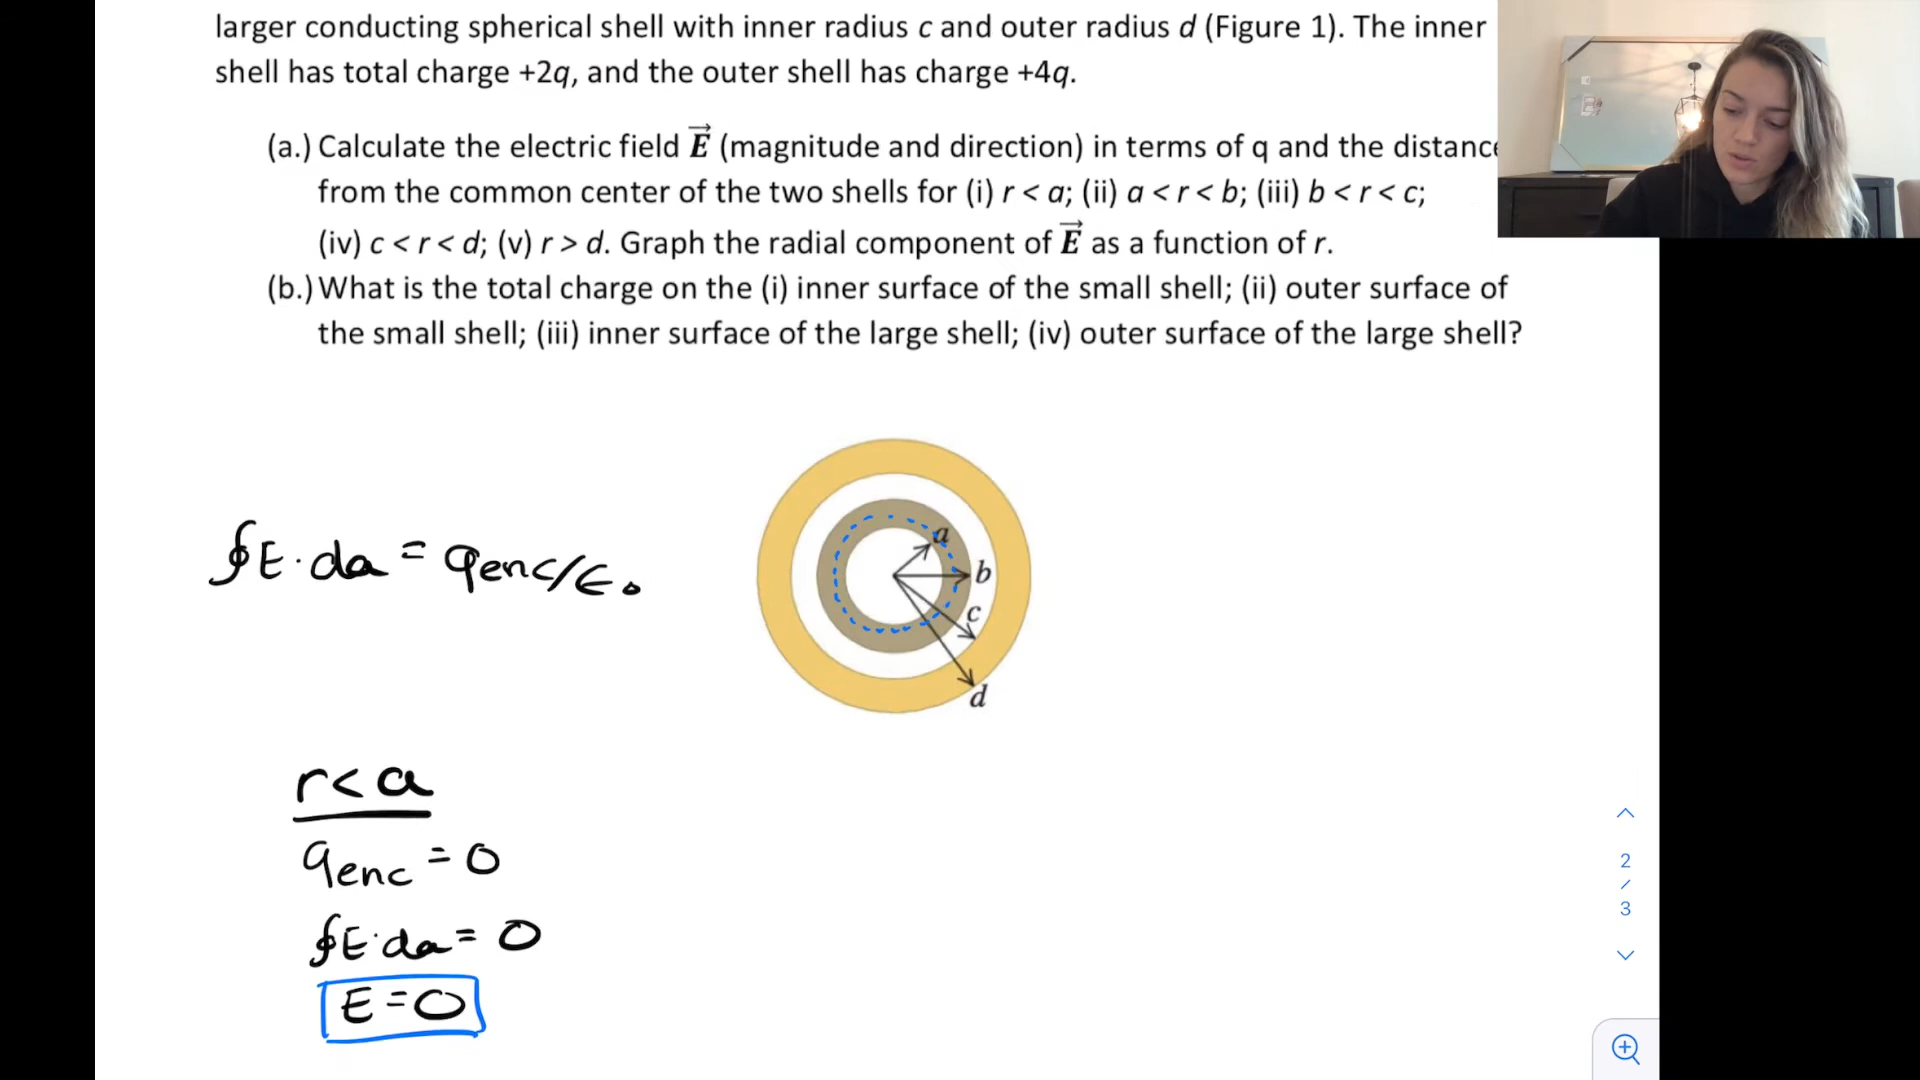 larger conducting spherical shell with inner radius c and outer radius d (Figure 1). The inner
shell has total charge +2q, and the outer shell has charge +4q.
(a.) Calculate the electric field E⃗ (magnitude and direction) in terms of q and the distance
from the common center of the two shells for (i) r < a; (ii) a < r < b; (iii) b < r < c;
(iv) c < r < d; (v) r > d. Graph the radial component of E⃗ as a function of r.
(b.) What is the total charge on the (i) inner surface of the small shell; (ii) outer surface of
the small shell; (iii) inner surface of the large shell; (iv) outer surface of the large shell?
∮E·da = qenc/ϵ₀
a
b
c
d
r<a
qenc = 0
∮E·da = 0
E = 0
2
/
3